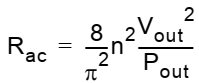 R_ac = 8/π² n² V_out²/P_out